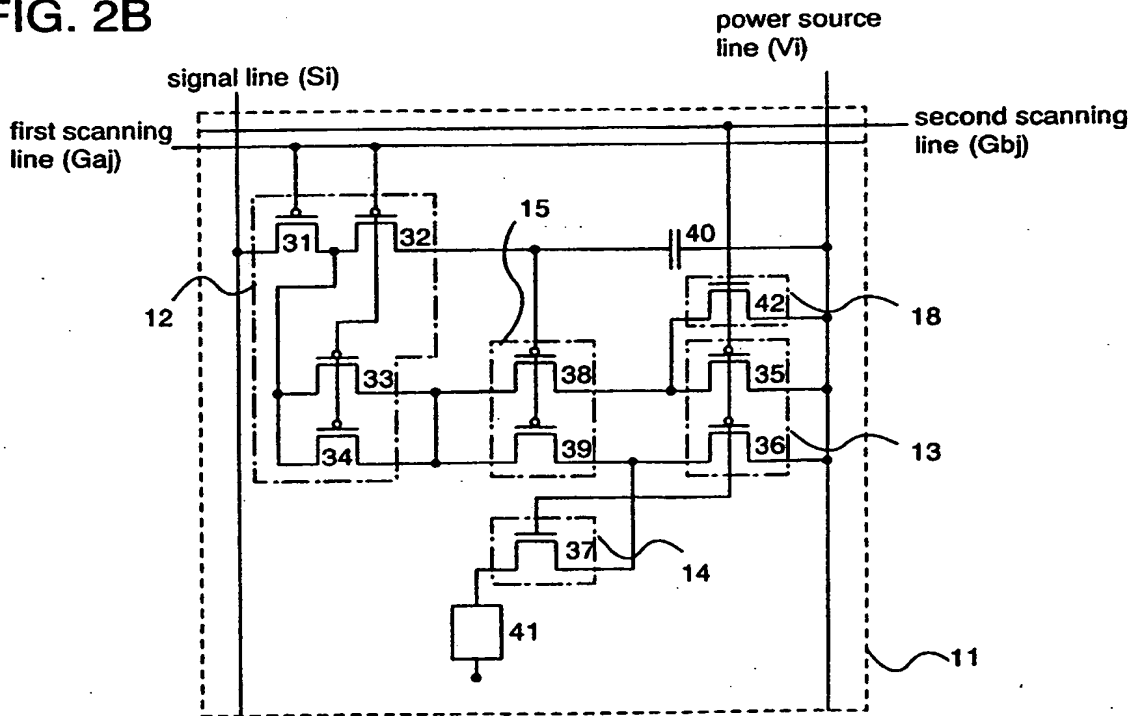 FIG. 2B
power source
line (Vi)
signal line (Si)
first scanning
line (Gaj)
second scanning
line (Gbj)
15
31
32
40
12
42
18
33
38
35
34
39
36
13
37
14
41
11